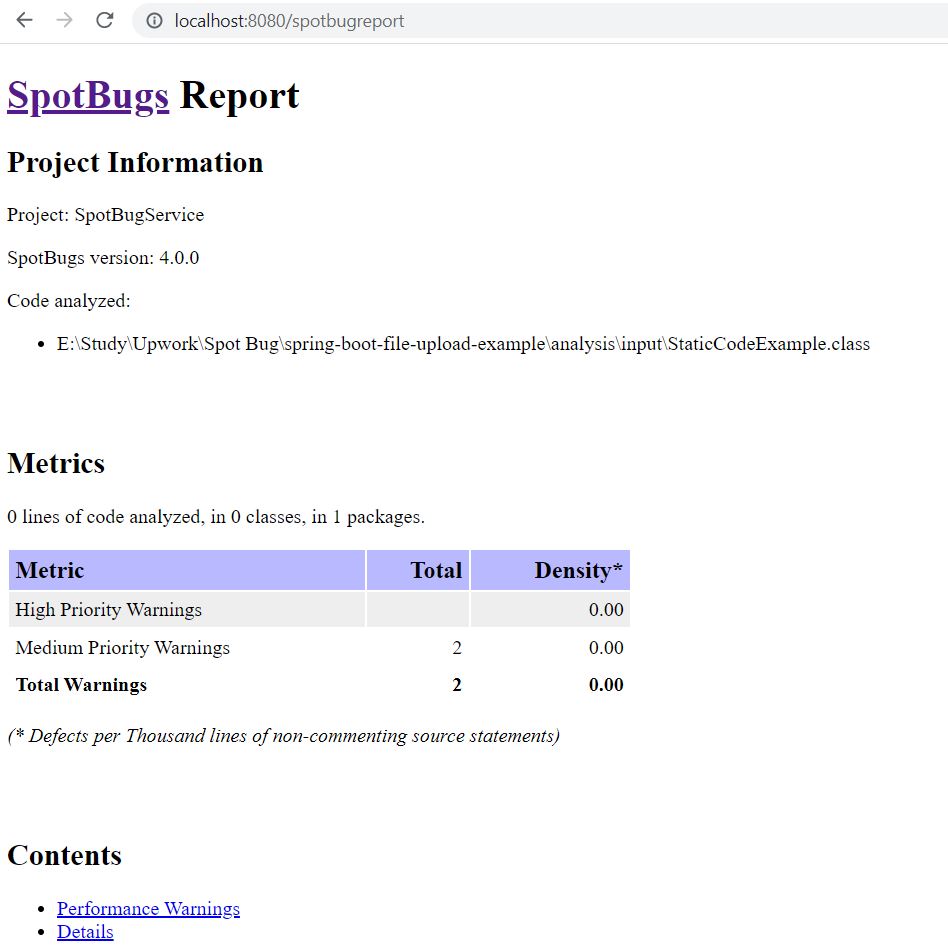 localhost:8080/spotbugreport
SpotBugs Report
Project Information
Project: SpotBugService
SpotBugs version: 4.0.0
Code analyzed:
• E:\Study\Upwork\Spot Bug\spring-boot-file-upload-example\analysis\input\StaticCodeExample.class
Metrics
0 lines of code analyzed, in 0 classes, in 1 packages.
Metric Total Density*
High Priority Warnings 0.00
Medium Priority Warnings 2 0.00
Total Warnings 2 0.00
(* Defects per Thousand lines of non-commenting source statements)
Contents
• Performance Warnings
• Details